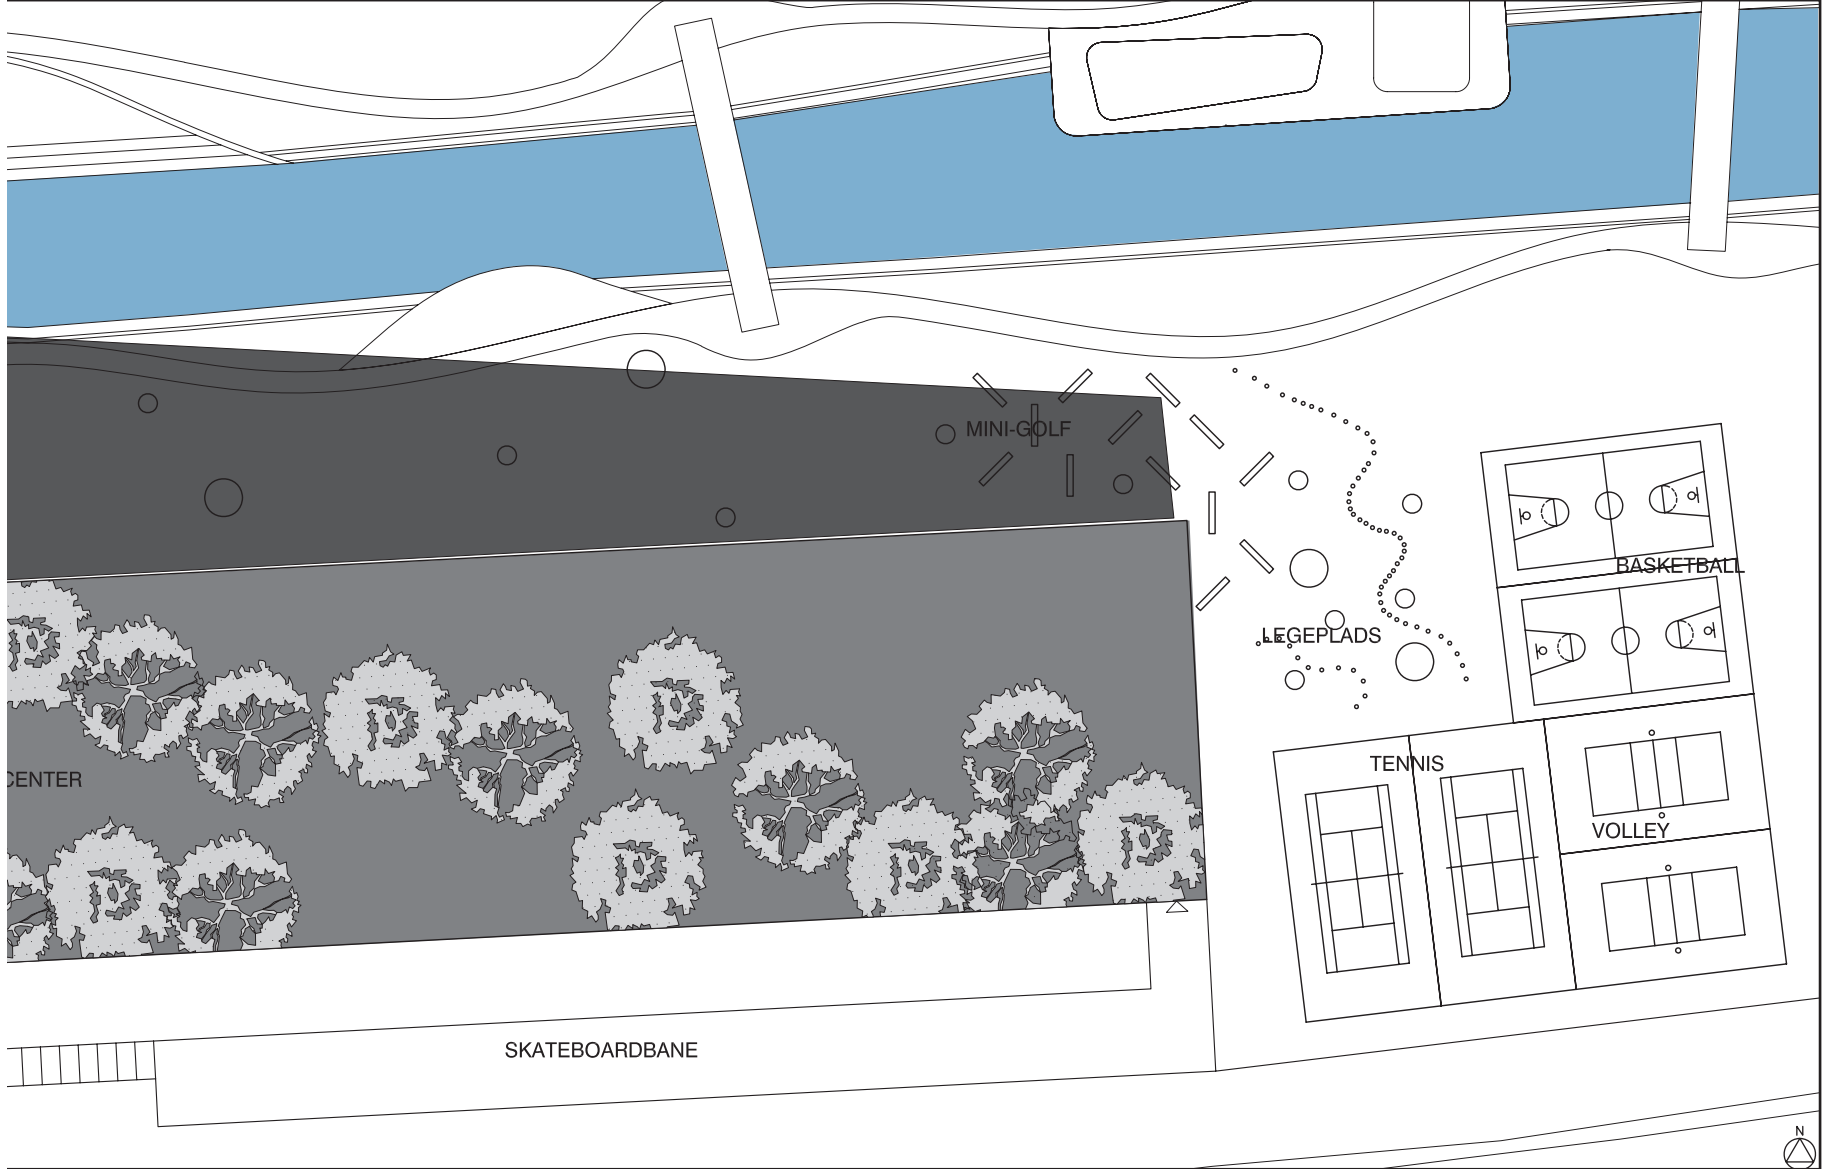 MINI-GOLF
BASKETBALL
LEGEPLADS
TENNIS
CENTER
VOLLEY
SKATEBOARDBANE
N